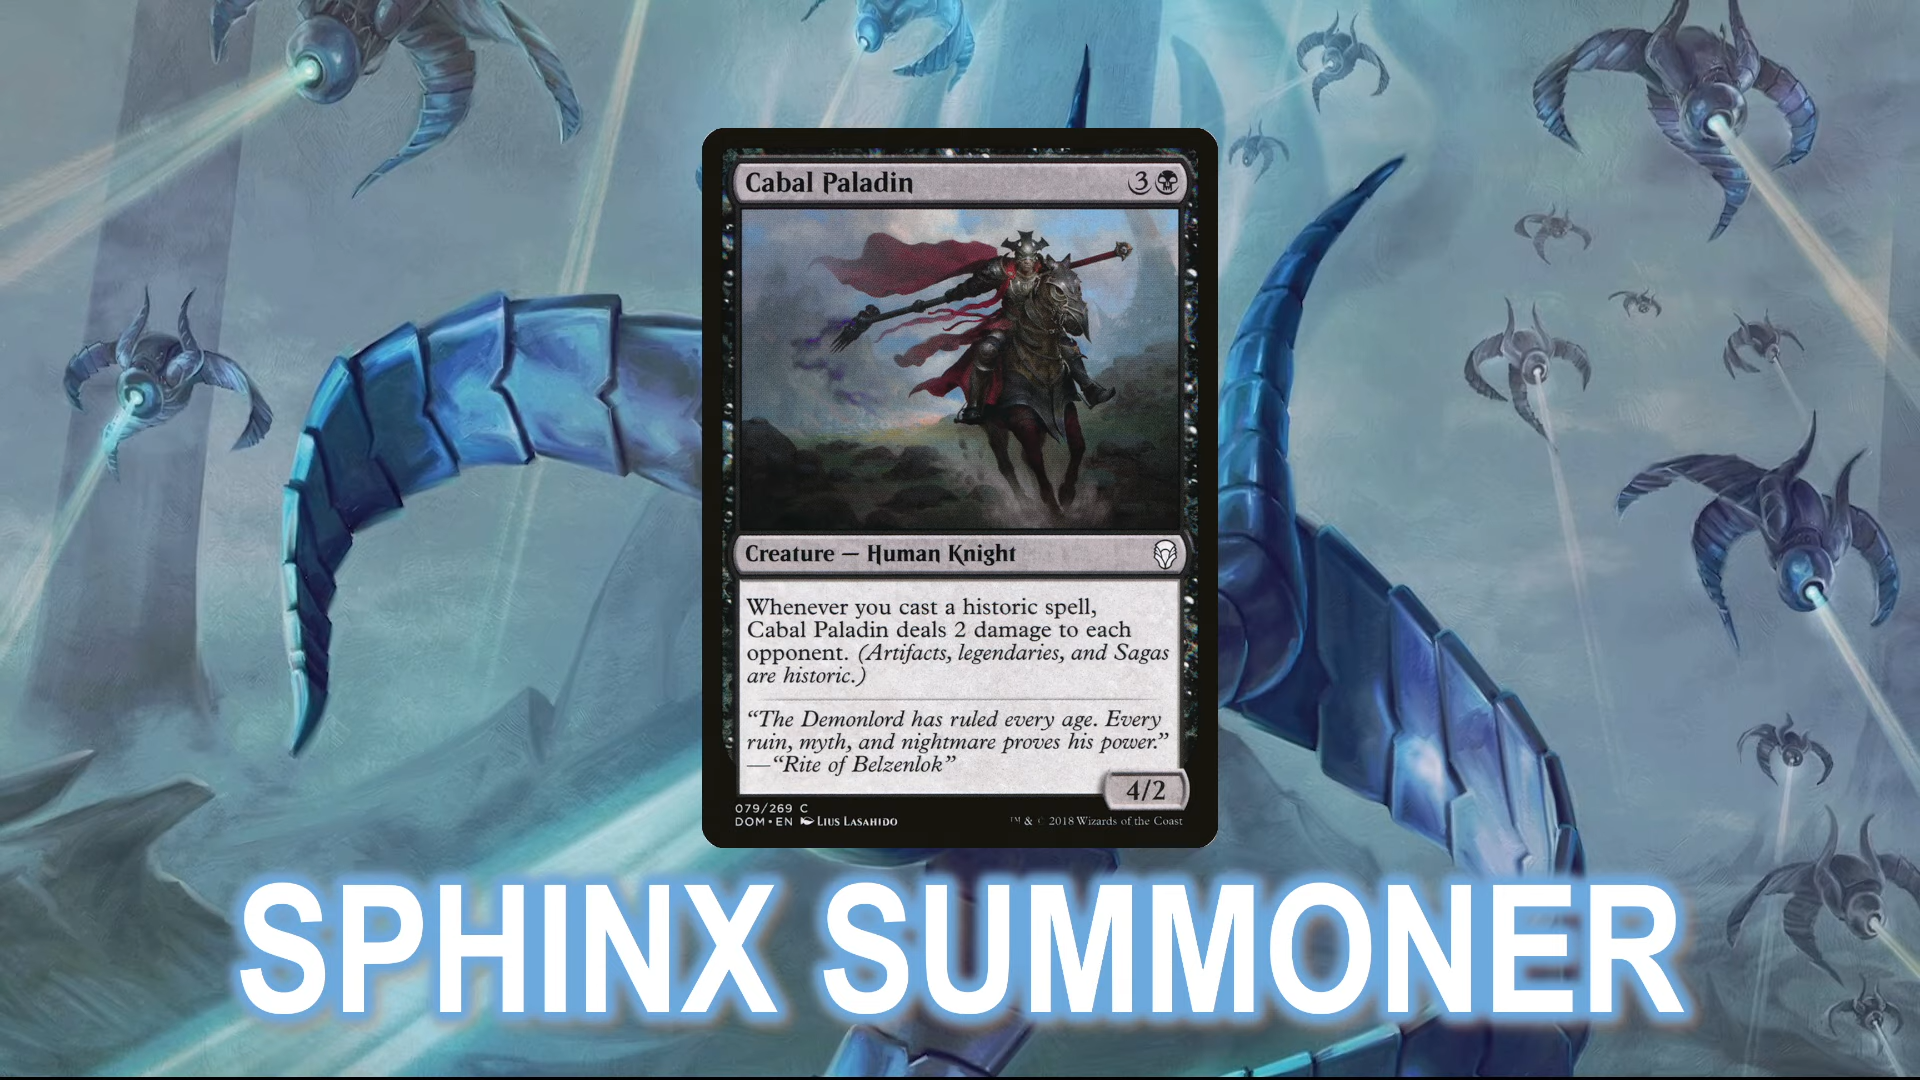 Cabal Paladin 3
Creature — Human Knight
Whenever you cast a historic spell,
Cabal Paladin deals 2 damage to each
opponent. (Artifacts, legendaries, and Sagas
are historic.)
“The Demonlord has ruled every age. Every
ruin, myth, and nightmare proves his power.”
—“Rite of Belzenlok”
4/2
079/269 C
DOM • EN Lius Lasahido
™ & © 2018 Wizards of the Coast
SPHINX SUMMONER